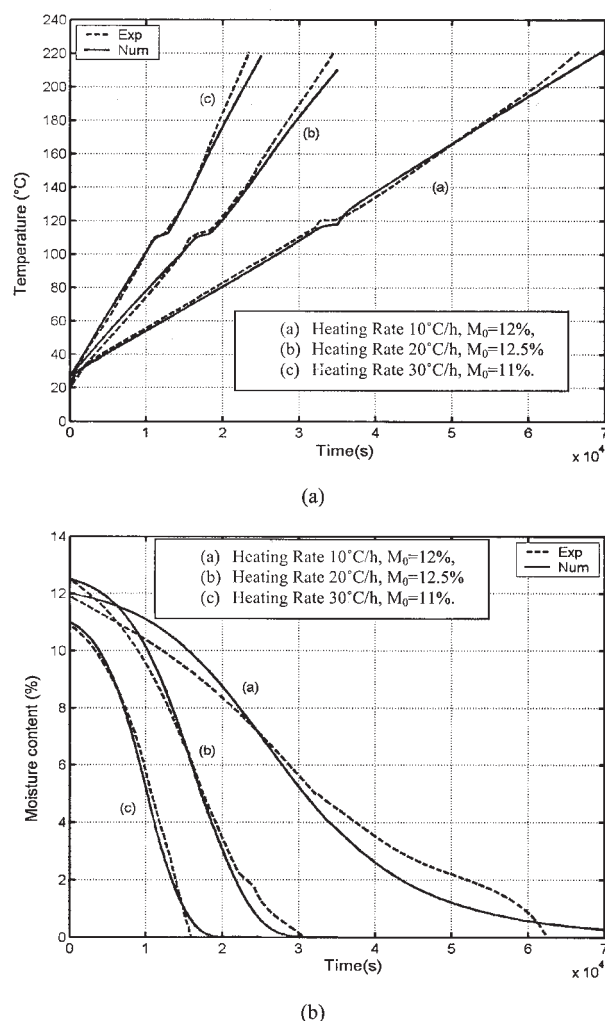 240
220
200
180
160
140
120
100
80
60
40
20
0
Temperature (°C)
Exp
Num
(c)
(b)
(a)
(a) Heating Rate 10°C/h, M₀=12%,
(b) Heating Rate 20°C/h, M₀=12.5%
(c) Heating Rate 30°C/h, M₀=11%.
0 1 2 3 4 5 6 7
Time(s)
x 10⁴
(a)
14
12
10
8
6
4
2
0
Moisture content (%)
(a) Heating Rate 10°C/h, M₀=12%,
(b) Heating Rate 20°C/h, M₀=12.5%
(c) Heating Rate 30°C/h, M₀=11%.
Exp
Num
(a)
(b)
(c)
0 1 2 3 4 5 6 7
Time(s)
x 10⁴
(b)